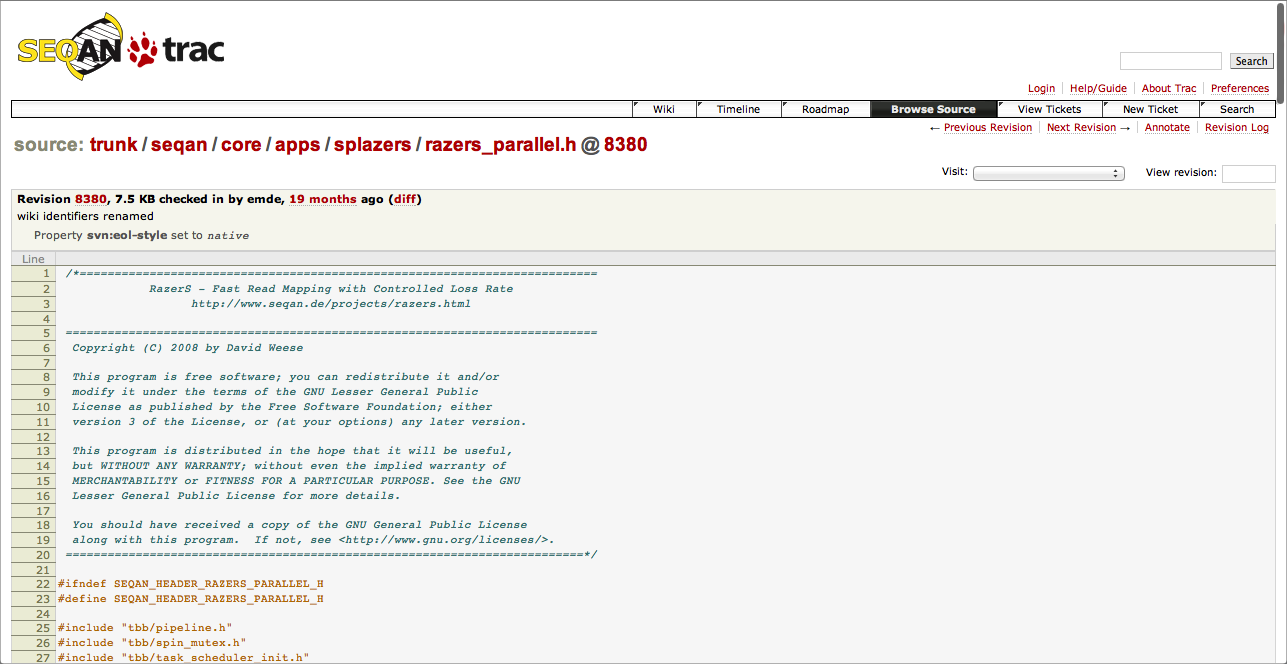 SEQAN trac
Search
Login Help/Guide About Trac Preferences
Wiki Timeline Roadmap Browse Source View Tickets New Ticket Search
← Previous Revision Next Revision → Annotate Revision Log
source: trunk / seqan / core / apps / splazers / razers_parallel.h @ 8380
Visit: View revision:
Revision 8380, 7.5 KB checked in by emde, 19 months ago (diff)
wiki identifiers renamed
Property svn:eol-style set to native
Line
1 /*==========================================================================
2 RazerS - Fast Read Mapping with Controlled Loss Rate
3 http://www.seqan.de/projects/razers.html
4
5 ============================================================================
6 Copyright (C) 2008 by David Weese
7
8 This program is free software; you can redistribute it and/or
9 modify it under the terms of the GNU Lesser General Public
10 License as published by the Free Software Foundation; either
11 version 3 of the License, or (at your options) any later version.
12
13 This program is distributed in the hope that it will be useful,
14 but WITHOUT ANY WARRANTY; without even the implied warranty of
15 MERCHANTABILITY or FITNESS FOR A PARTICULAR PURPOSE. See the GNU
16 Lesser General Public License for more details.
17
18 You should have received a copy of the GNU General Public License
19 along with this program.  If not, see <http://www.gnu.org/licenses/>.
20 ==========================================================================*/
21
22 #ifndef SEQAN_HEADER_RAZERS_PARALLEL_H
23 #define SEQAN_HEADER_RAZERS_PARALLEL_H
24
25 #include "tbb/pipeline.h"
26 #include "tbb/spin_mutex.h"
27 #include "tbb/task_scheduler_init.h"